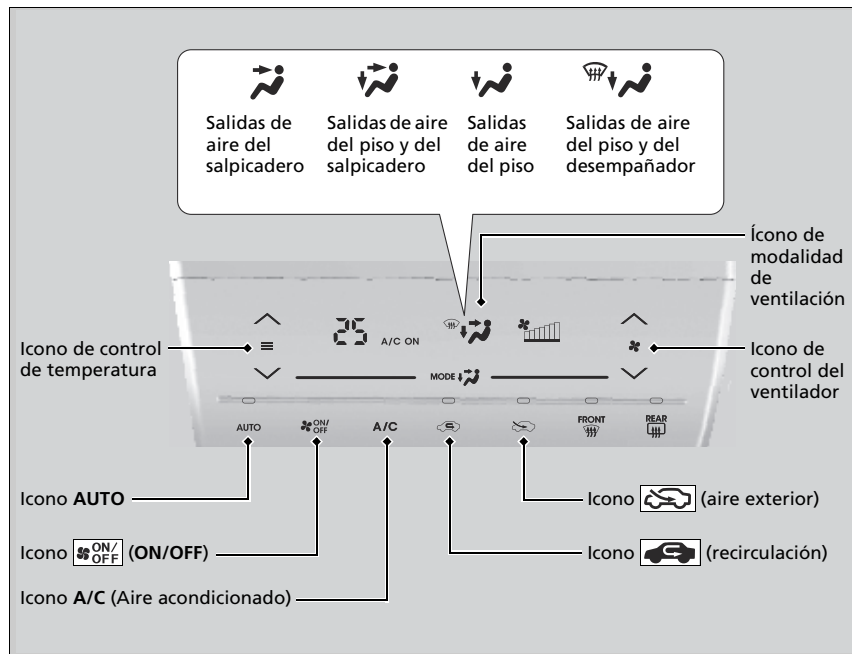 Salidas de
aire del
salpicadero
Salidas de aire
del piso y del
salpicadero
Salidas
de aire
del piso
Salidas de aire
del piso y del
desempañador
Ícono de
modalidad
de
ventilación
Icono de control
de temperatura
25
A/C ON
MODE
Icono de
control del
ventilador
AUTO
ON/
OFF
A/C
FRONT
REAR
Icono AUTO
Icono (aire exterior)
Icono ON/
OFF (ON/OFF)
Icono (recirculación)
Icono A/C (Aire acondicionado)